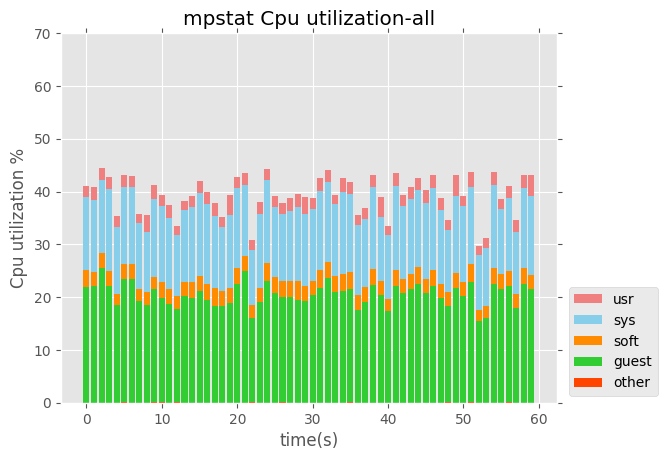 mpstat Cpu utilization-all
Cpu utilization %
70
60
50
40
30
20
10
0
0 10 20 30 40 50 60
time(s)
usr
sys
soft
guest
other